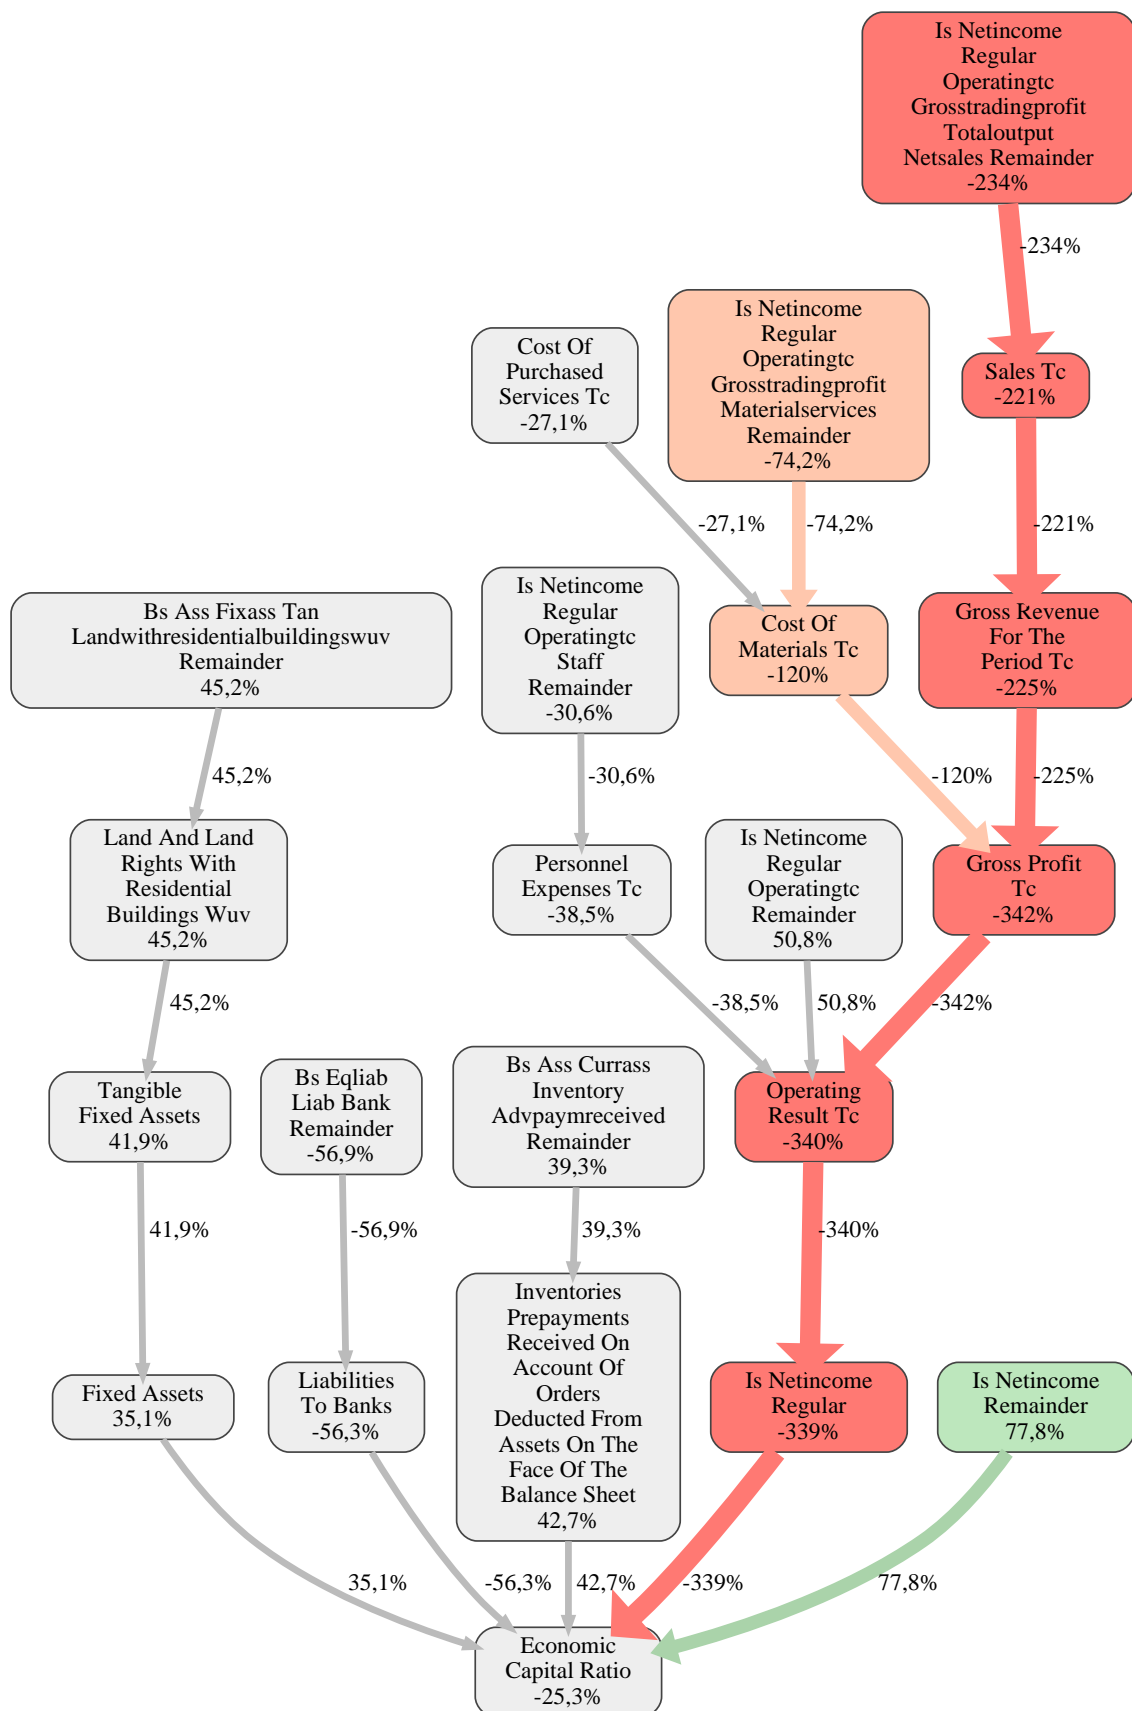 Is Netincome
Regular
Operatingtc
Grosstradingprofit
Totaloutput
Netsales Remainder
-234%
-234%
Is Netincome
Regular
Operatingtc
Grosstradingprofit
Materialservices
Remainder
-74,2%
Cost Of
Purchased
Services Tc
-27,1%
Sales Tc
-221%
-27,1%
-74,2%
-221%
Bs Ass Fixass Tan
Landwithresidentialbuildingswuv
Remainder
45,2%
Is Netincome
Regular
Operatingtc
Staff
Remainder
-30,6%
Cost Of
Materials Tc
-120%
Gross Revenue
For The
Period Tc
-225%
45,2%
-30,6%
-120%
-225%
Land And Land
Rights With
Residential
Buildings Wuv
45,2%
Personnel
Expenses Tc
-38,5%
Is Netincome
Regular
Operatingtc
Remainder
50,8%
Gross Profit
Tc
-342%
45,2%
-38,5%
50,8%
-342%
Tangible
Fixed Assets
41,9%
Bs Eqliab
Liab Bank
Remainder
-56,9%
Bs Ass Currass
Inventory
Advpaymreceived
Remainder
39,3%
Operating
Result Tc
-340%
41,9%
-56,9%
39,3%
-340%
Fixed Assets
35,1%
Liabilities
To Banks
-56,3%
Inventories
Prepayments
Received On
Account Of
Orders
Deducted From
Assets On The
Face Of The
Balance Sheet
42,7%
Is Netincome
Regular
-339%
Is Netincome
Remainder
77,8%
35,1%
-56,3%
42,7%
-339%
77,8%
Economic
Capital Ratio
-25,3%